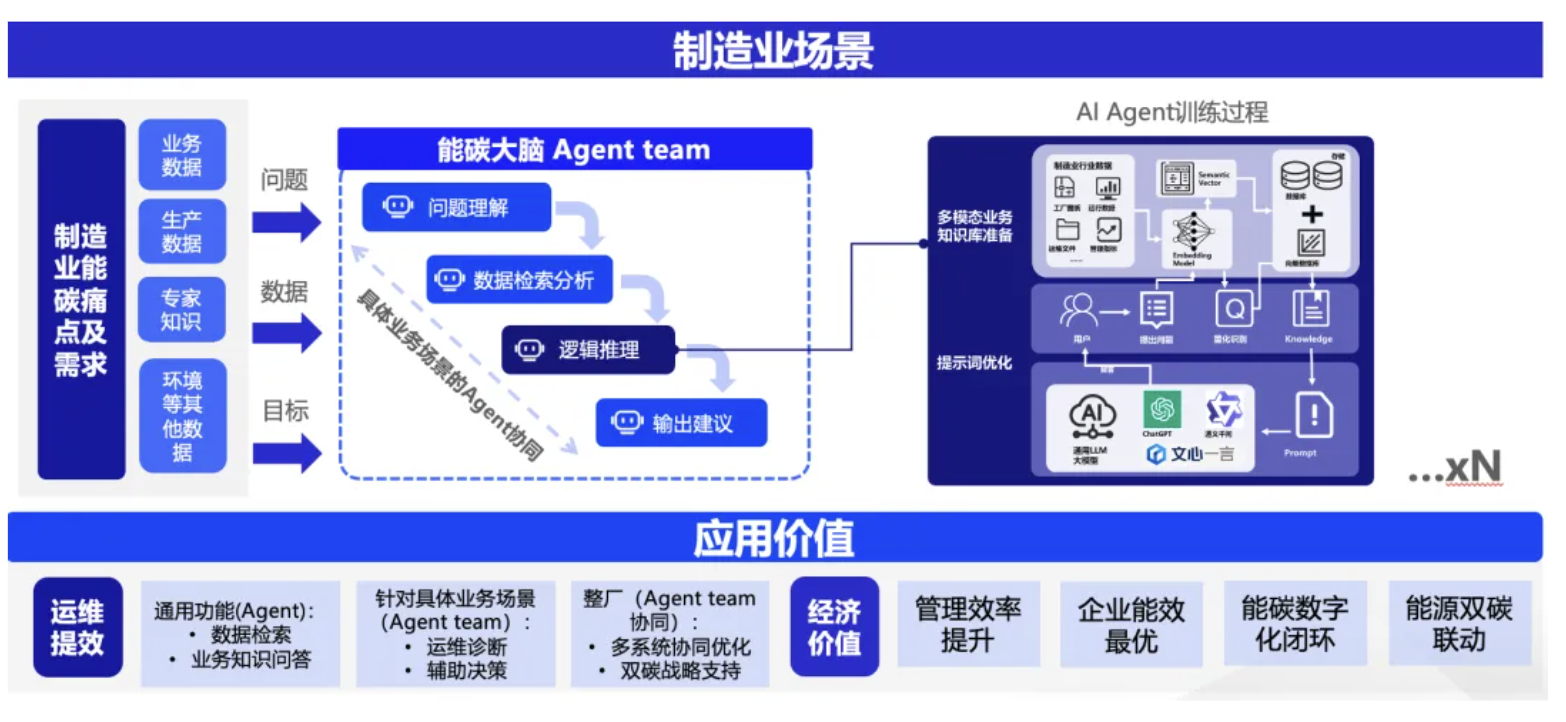 制造业场景
制造
业能
碳痛
点及
需求
业务
数据
生产
数据
专家
知识
环境
等其
他数
据
问题
数据
目标
能碳大脑 Agent team
问题理解
数据检索分析
逻辑推理
输出建议
具体业务场景的Agent协同
AI Agent训练过程
多模态业务
知识库准备
提示词优化
制造业行业数据
工厂图纸
运行数据
运维文件
管理指标
......
Semantic
Vector
Embedding
Model
存储
数据库
+
向量数据库
用户
提出问题
量化识别
Knowledge
通用LLM
大模型
AI
ChatGPT
通义千问
文心一言
Prompt
...xN
应用价值
运维
提效
通用功能(Agent)：
• 数据检索
• 业务知识问答
针对具体业务场景
(Agent team)：
• 运维诊断
• 辅助决策
整厂（Agent team
协同）：
• 多系统协同优化
• 双碳战略支持
经济
价值
管理效率
提升
企业能效
最优
能碳数字
化闭环
能源双碳
联动